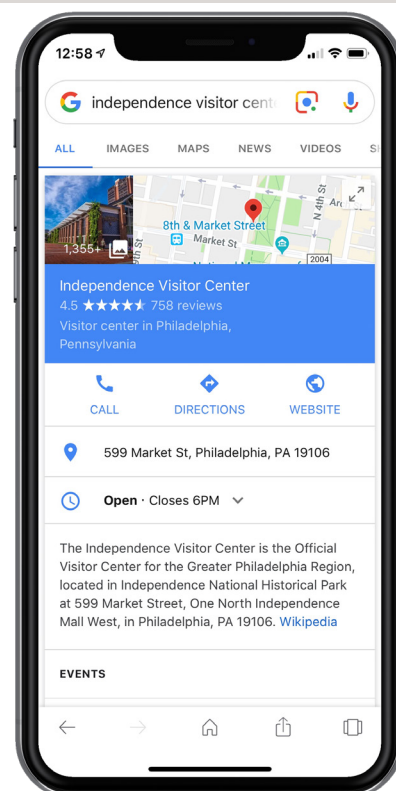 12:58
independence visitor cent
ALL IMAGES MAPS NEWS VIDEOS
1,355+
8th & Market Street
Market St
N 4th St
2004
Independence Visitor Center
4.5 758 reviews
Visitor center in Philadelphia,
Pennsylvania
CALL DIRECTIONS WEBSITE
599 Market St, Philadelphia, PA 19106
Open · Closes 6PM
The Independence Visitor Center is the Official
Visitor Center for the Greater Philadelphia Region,
located in Independence National Historical Park
at 599 Market Street, One North Independence
Mall West, in Philadelphia, PA 19106. Wikipedia
EVENTS